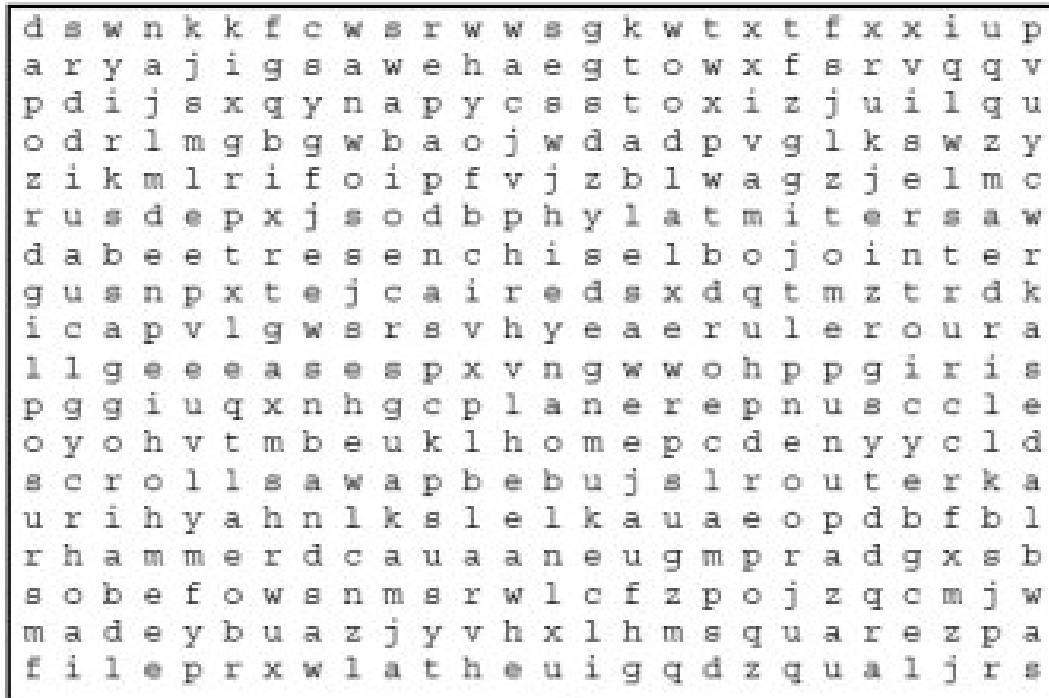 d s w n k k f c w s r w w s g k w t x t f x x i u p
a r y a j i g s a w e h a e g t o w x f s r v q q v
p d i j s x q y n a p y c s s t o x i z j u i l q u
o d r l m g b g w b a o j w d a d p v g l k s w z y
z i k m l r i f o i p f v j z b l w a g z j e l m c
r u s d e p x j s o d b p h y l a t m i t e r s a w
d a b e e t r e s e n c h i s e l b o j o i n t e r
g u s n p x t e j c a i r e d s x d q t m z t r d k
i c a p v l g w s r s v h y e a e r u l e r o u r a
l l g e e e a s e s p x v n g w w o h p p g i r i s
p g g i u q x n h g c p l a n e r e p n u s c c l e
o y o h v t m b e u k l h o m e p c d e n y y c l d
s c r o l l s a w a p b e b u j s l r o u t e r k a
u r i h y a h n l k s l e l k a u a e o p d b f b l
r h a m m e r d c a u a a n e u g m p r a d g x s b
s o b e f o w s n m s r w l c f z p o j z q c m j w
m a d e y b u a z j y v h x l h m s q u a r e z p a
f i l e p r x w l a t h e u i g q d z q u a l j r s